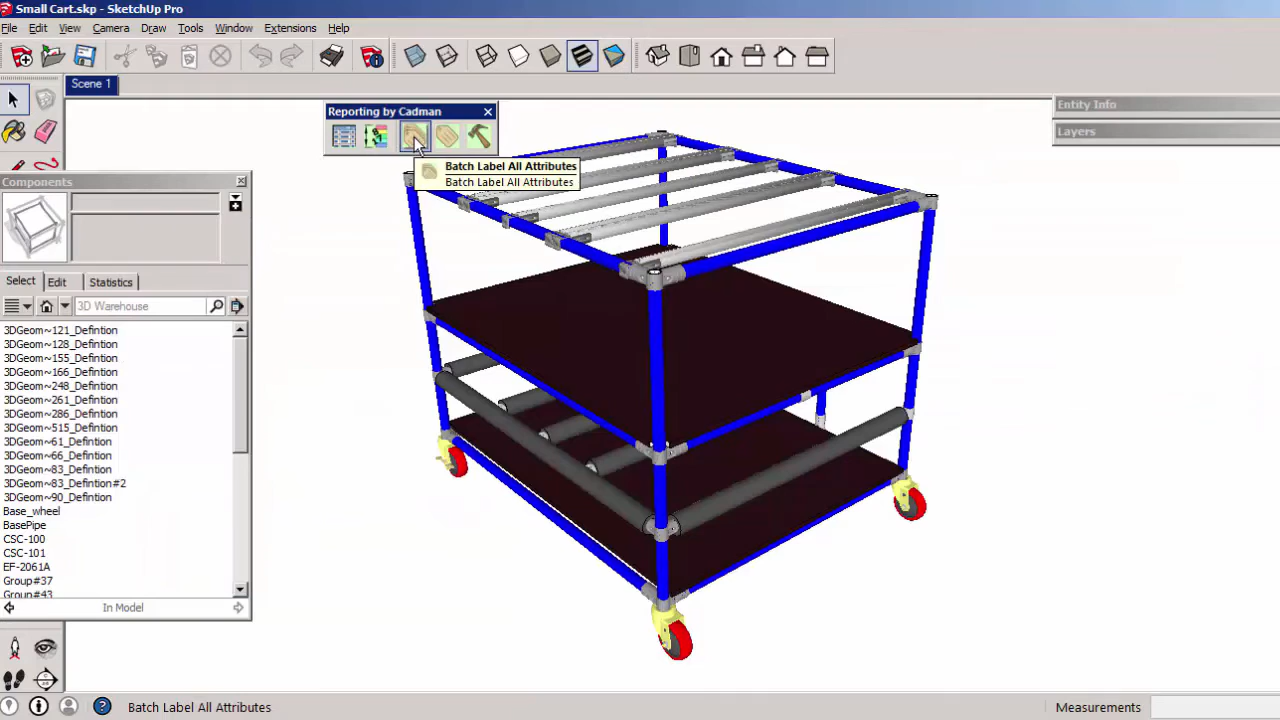 Small Cart.skp - SketchUp Pro
File Edit View Camera Draw Tools Window Extensions Help
Scene 1
Reporting by Cadman
Entity Info
Layers
Batch Label All Attributes
Batch Label All Attributes
Components
Select Edit Statistics
3D Warehouse
3DGeom~121_Defintion
3DGeom~128_Defintion
3DGeom~155_Defintion
3DGeom~166_Defintion
3DGeom~248_Defintion
3DGeom~261_Defintion
3DGeom~286_Defintion
3DGeom~515_Defintion
3DGeom~61_Defintion
3DGeom~66_Defintion
3DGeom~83_Defintion
3DGeom~83_Defintion#2
3DGeom~90_Defintion
Base_wheel
BasePipe
CSC-100
CSC-101
EF-2061A
Group#37
Group#43
In Model
Batch Label All Attributes
Measurements